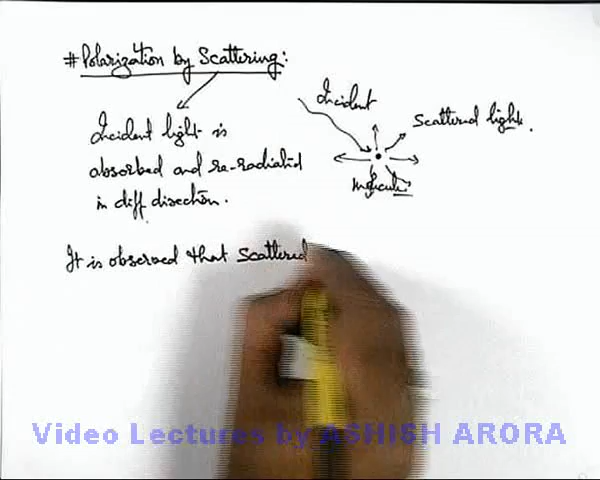 # Polarization by Scattering:
Incident
Scattered light.
Incident light is
absorbed and re-radiated
in diff direction.
molecules
It is observed that scattered
Video Lectures by ASHISH ARORA